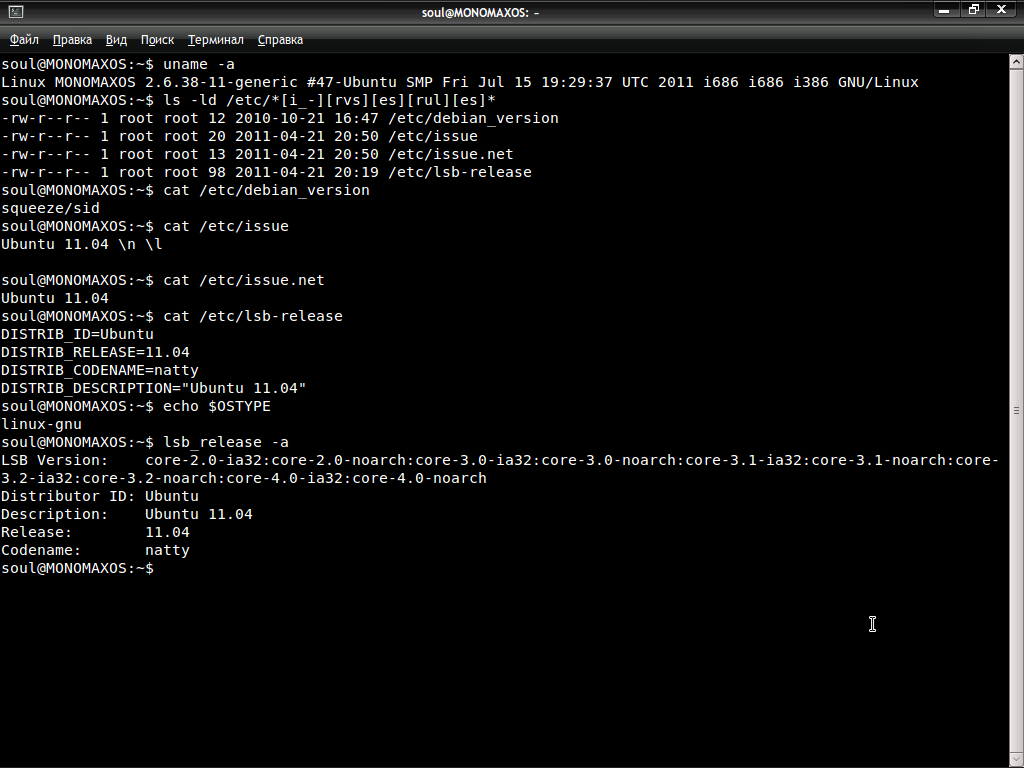 soul@MONOMAXOS: ~
Файл Правка Вид Поиск Терминал Справка
soul@MONOMAXOS:~$ uname -a
Linux MONOMAXOS 2.6.38-11-generic #47-Ubuntu SMP Fri Jul 15 19:29:37 UTC 2011 i686 i686 i386 GNU/Linux
soul@MONOMAXOS:~$ ls -ld /etc/*[i_-][rvs][es][rul][es]*
-rw-r--r-- 1 root root 12 2010-10-21 16:47 /etc/debian_version
-rw-r--r-- 1 root root 20 2011-04-21 20:50 /etc/issue
-rw-r--r-- 1 root root 13 2011-04-21 20:50 /etc/issue.net
-rw-r--r-- 1 root root 98 2011-04-21 20:19 /etc/lsb-release
soul@MONOMAXOS:~$ cat /etc/debian_version
squeeze/sid
soul@MONOMAXOS:~$ cat /etc/issue
Ubuntu 11.04 \n \l

soul@MONOMAXOS:~$ cat /etc/issue.net
Ubuntu 11.04
soul@MONOMAXOS:~$ cat /etc/lsb-release
DISTRIB_ID=Ubuntu
DISTRIB_RELEASE=11.04
DISTRIB_CODENAME=natty
DISTRIB_DESCRIPTION="Ubuntu 11.04"
soul@MONOMAXOS:~$ echo $OSTYPE
linux-gnu
soul@MONOMAXOS:~$ lsb_release -a
LSB Version:    core-2.0-ia32:core-2.0-noarch:core-3.0-ia32:core-3.0-noarch:core-3.1-ia32:core-3.1-noarch:core-
3.2-ia32:core-3.2-noarch:core-4.0-ia32:core-4.0-noarch
Distributor ID: Ubuntu
Description:    Ubuntu 11.04
Release:        11.04
Codename:       natty
soul@MONOMAXOS:~$